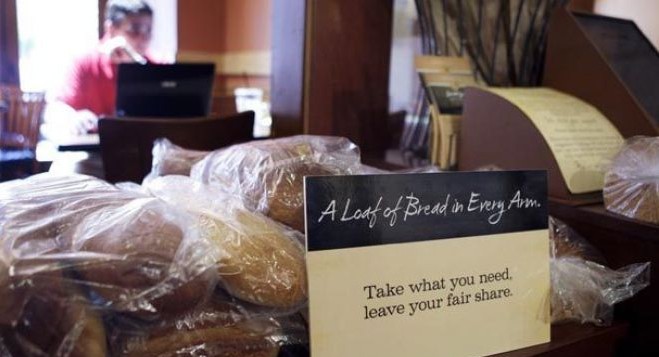 A Loaf of Bread in Every Arm.
Take what you need,
leave your fair share.